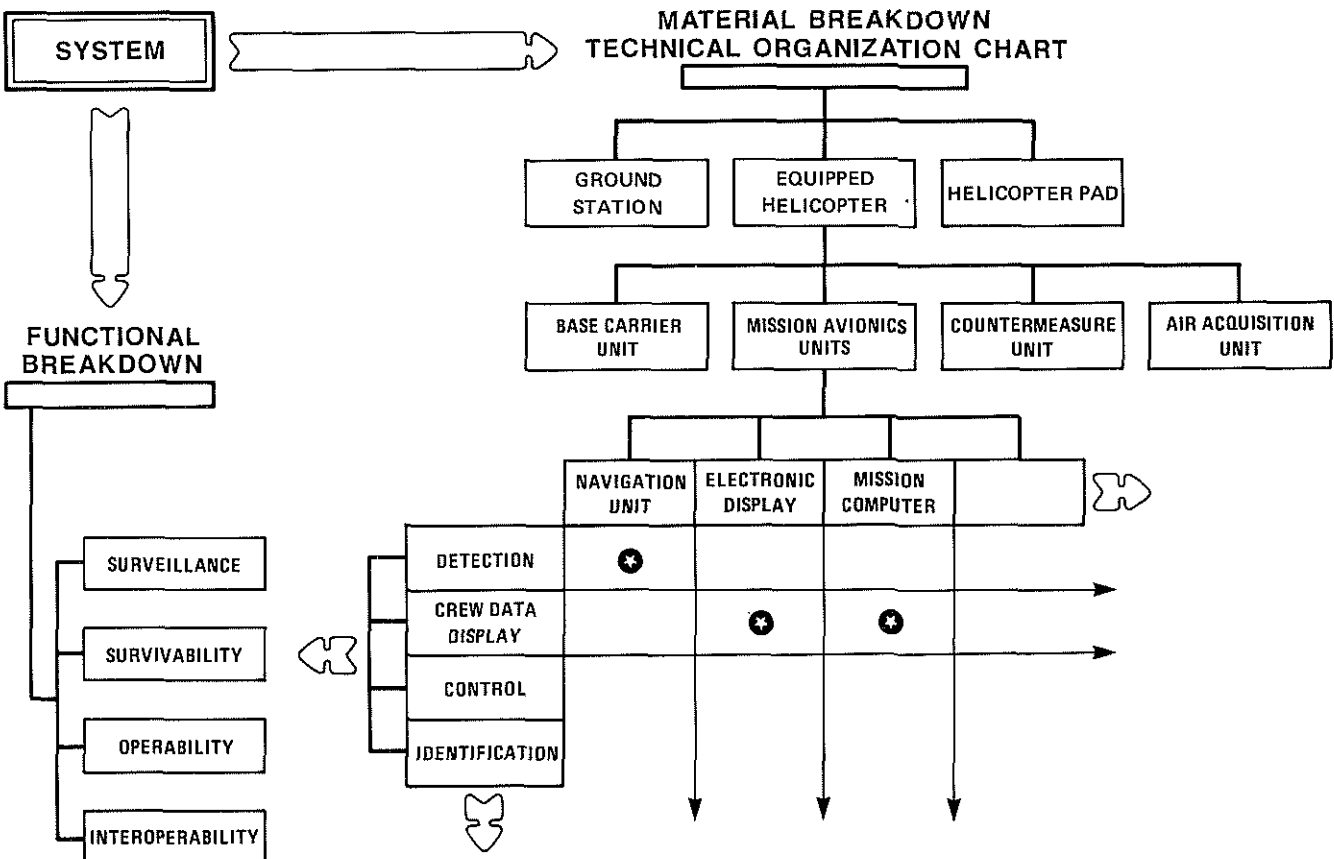 SYSTEM
MATERIAL BREAKDOWN
TECHNICAL ORGANIZATION CHART
GROUND
STATION
EQUIPPED
HELICOPTER
HELICOPTER PAD
BASE CARRIER
UNIT
MISSION AVIONICS
UNITS
COUNTERMEASURE
UNIT
AIR ACQUISITION
UNIT
FUNCTIONAL
BREAKDOWN
NAVIGATION
UNIT
ELECTRONIC
DISPLAY
MISSION
COMPUTER
SURVEILLANCE
SURVIVABILITY
OPERABILITY
INTEROPERABILITY
DETECTION
CREW DATA
DISPLAY
CONTROL
IDENTIFICATION